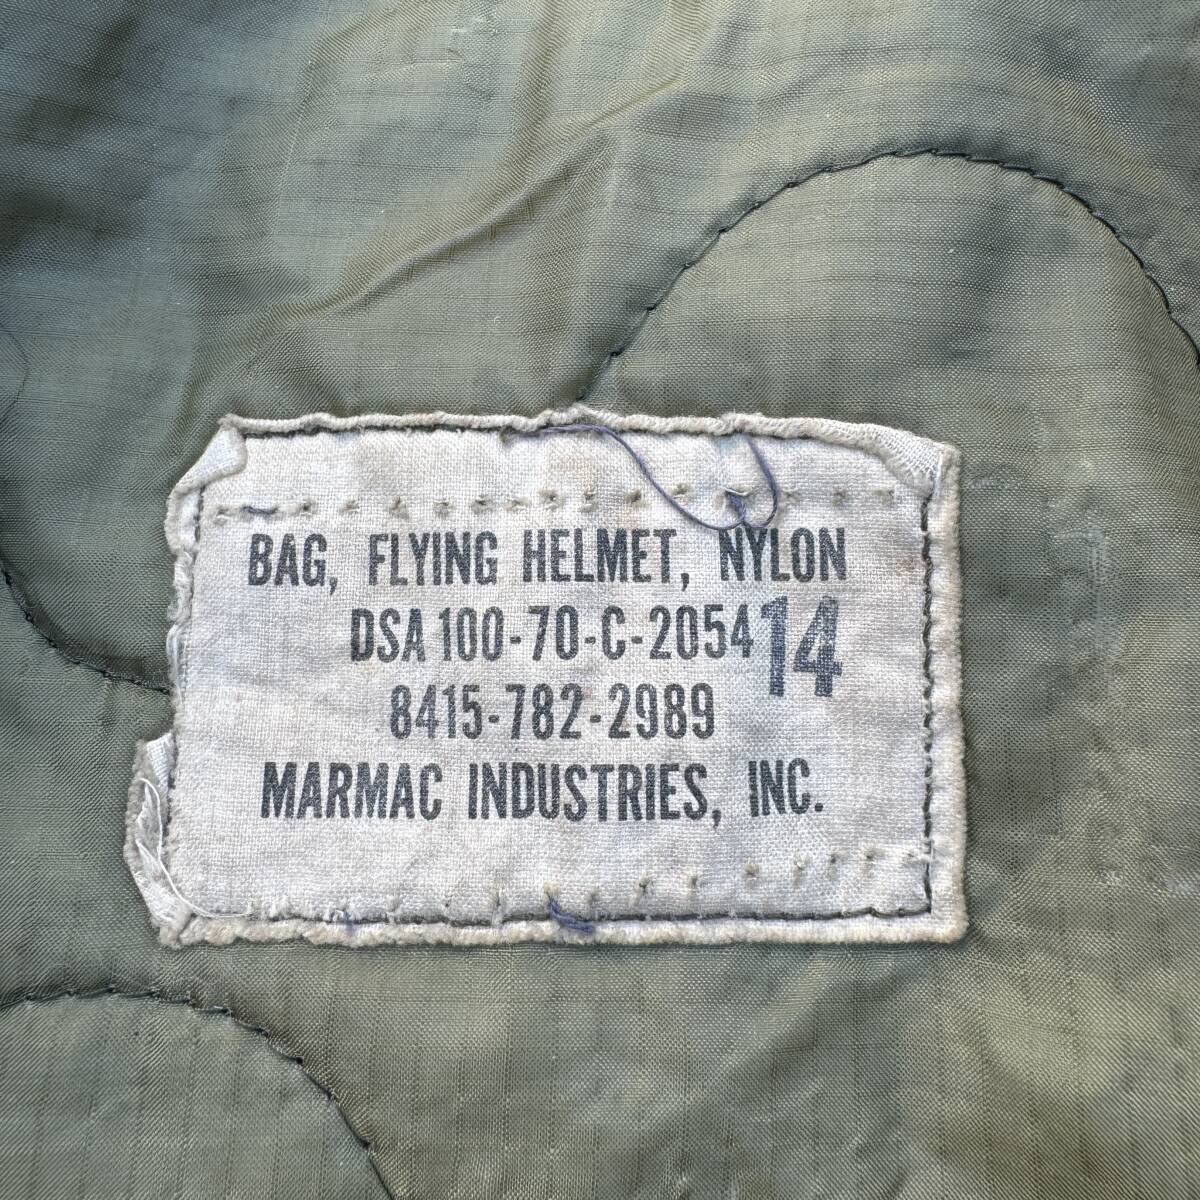 BAG, FLYING HELMET, NYLON
DSA 100-70-C-2054 14
8415-782-2989
MARMAC INDUSTRIES, INC.